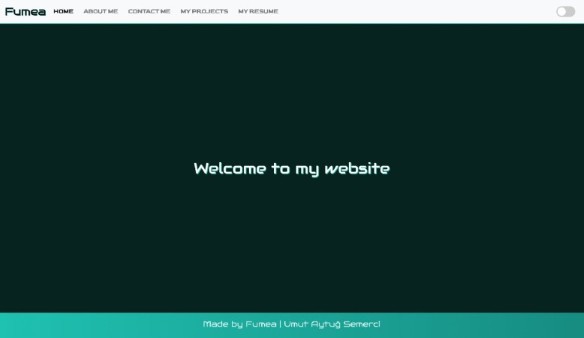 Fumea HOME ABOUT ME CONTACT ME MY PROJECTS MY RESUME
Welcome to my website
Made by Fumea | Umut Aytuğ Semerci